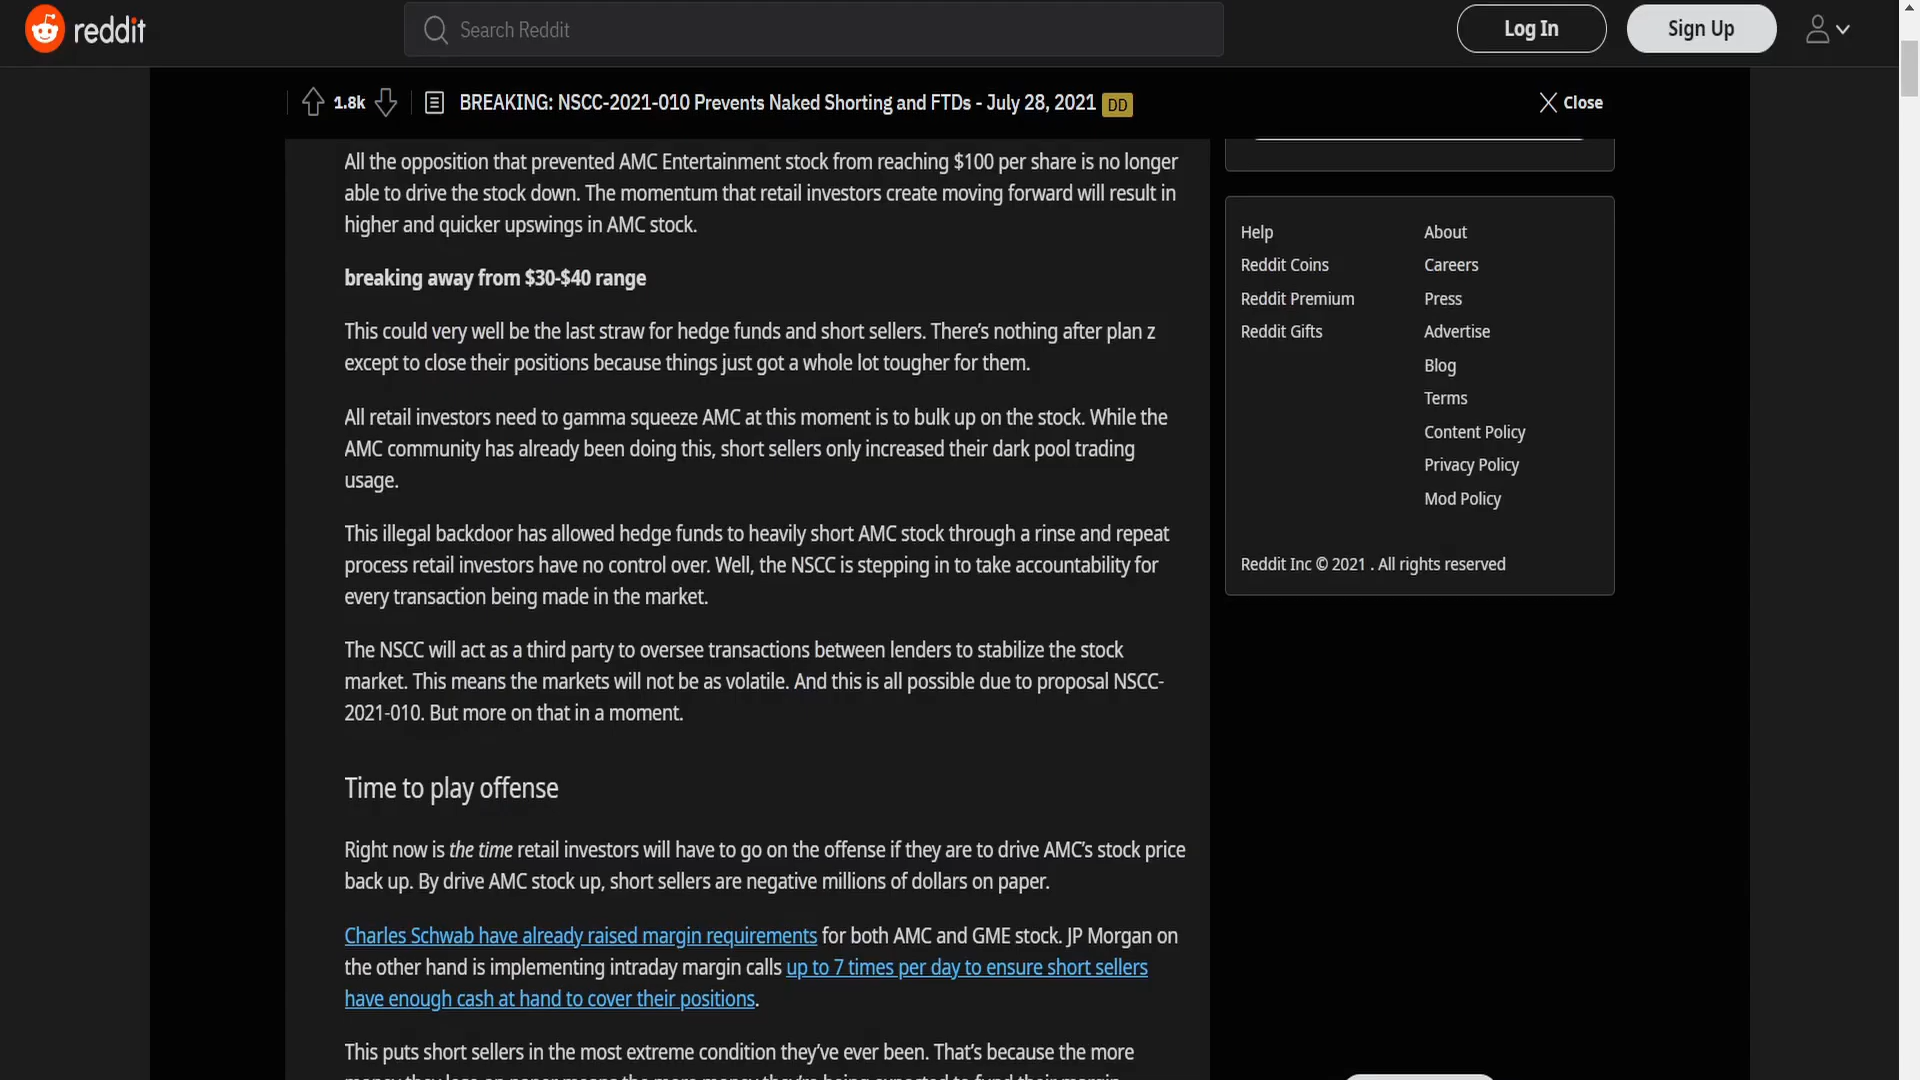 reddit
Search Reddit
Log In
Sign Up
1.8k
BREAKING: NSCC-2021-010 Prevents Naked Shorting and FTDs - July 28, 2021 DD
Close
All the opposition that prevented AMC Entertainment stock from reaching $100 per share is no longer
able to drive the stock down. The momentum that retail investors create moving forward will result in
higher and quicker upswings in AMC stock.
breaking away from $30-$40 range
This could very well be the last straw for hedge funds and short sellers. There's nothing after plan z
except to close their positions because things just got a whole lot tougher for them.
All retail investors need to gamma squeeze AMC at this moment is to bulk up on the stock. While the
AMC community has already been doing this, short sellers only increased their dark pool trading
usage.
This illegal backdoor has allowed hedge funds to heavily short AMC stock through a rinse and repeat
process retail investors have no control over. Well, the NSCC is stepping in to take accountability for
every transaction being made in the market.
The NSCC will act as a third party to oversee transactions between lenders to stabilize the stock
market. This means the markets will not be as volatile. And this is all possible due to proposal NSCC-
2021-010. But more on that in a moment.
Time to play offense
Right now is the time retail investors will have to go on the offense if they are to drive AMC's stock price
back up. By drive AMC stock up, short sellers are negative millions of dollars on paper.
Charles Schwab have already raised margin requirements for both AMC and GME stock. JP Morgan on
the other hand is implementing intraday margin calls up to 7 times per day to ensure short sellers
have enough cash at hand to cover their positions.
This puts short sellers in the most extreme condition they've ever been. That's because the more
Help
Reddit Coins
Reddit Premium
Reddit Gifts
About
Careers
Press
Advertise
Blog
Terms
Content Policy
Privacy Policy
Mod Policy
Reddit Inc © 2021 . All rights reserved